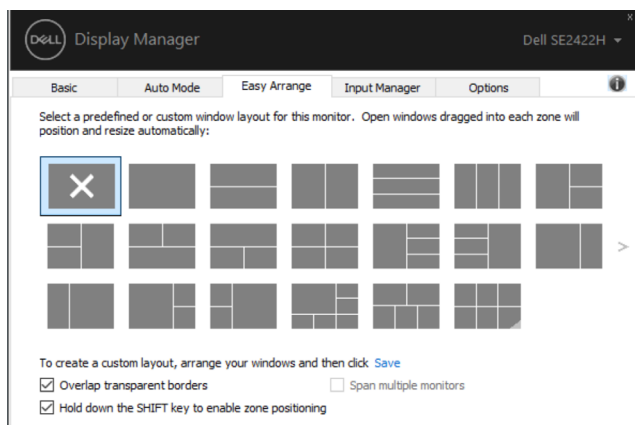 DELL Display Manager
Dell SE2422H
Basic Auto Mode Easy Arrange Input Manager Options
Select a predefined or custom window layout for this monitor. Open windows dragged into each zone will
position and resize automatically:
To create a custom layout, arrange your windows and then click Save
Overlap transparent borders
Span multiple monitors
Hold down the SHIFT key to enable zone positioning